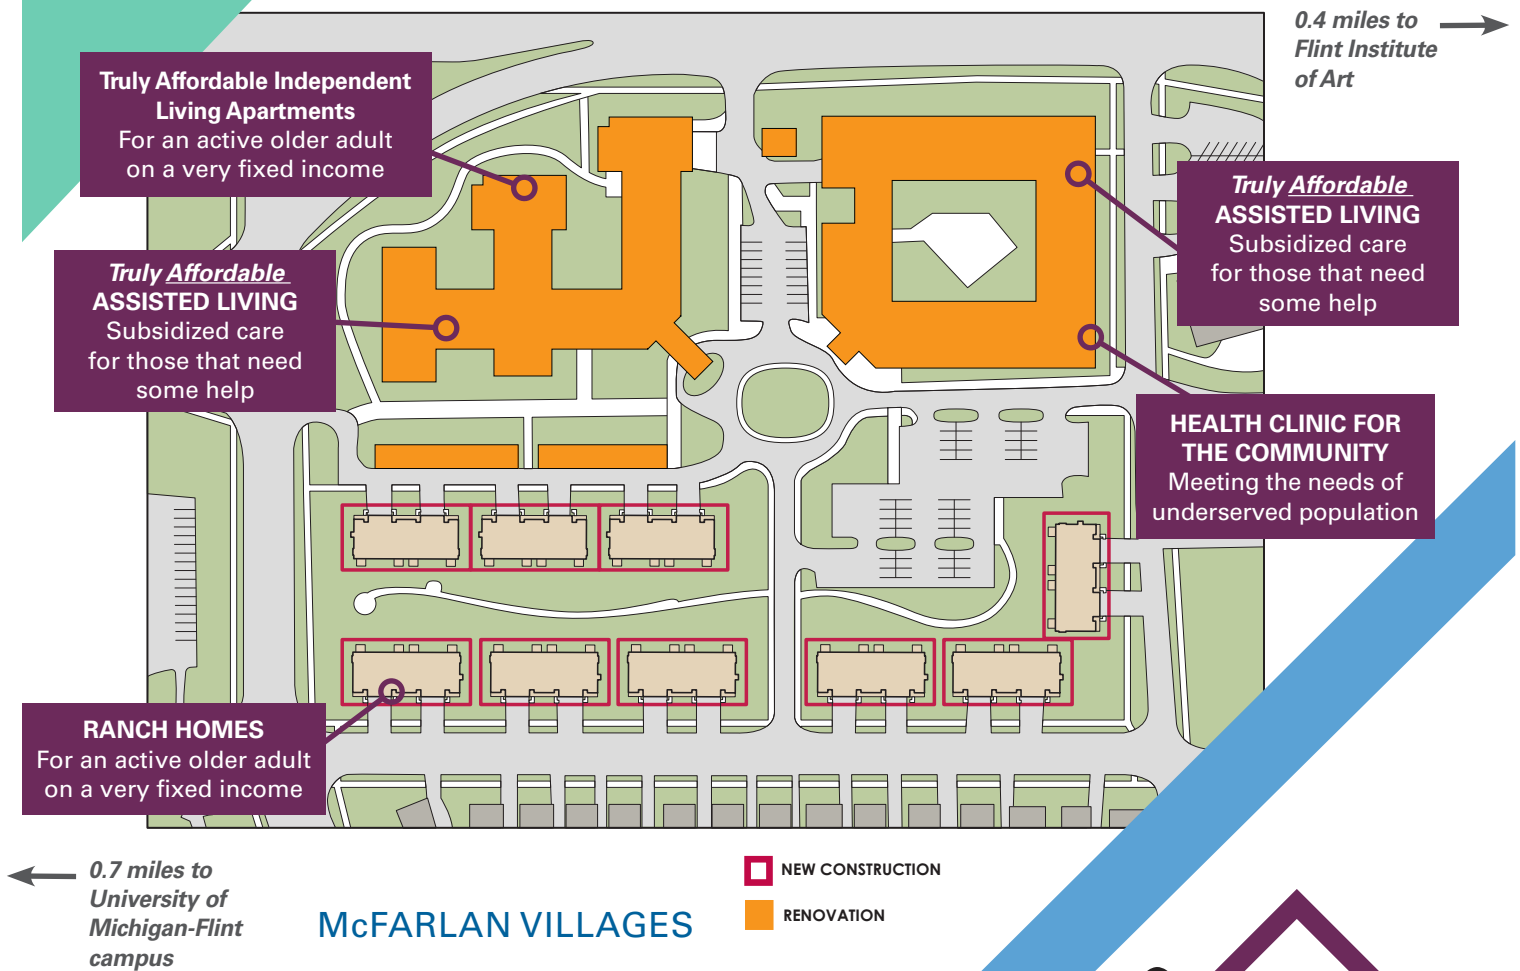 0.4 miles to
Flint Institute
of Art
Truly Affordable Independent
Living Apartments
For an active older adult
on a very fixed income
Truly Affordable
ASSISTED LIVING
Subsidized care
for those that need
some help
Truly Affordable
ASSISTED LIVING
Subsidized care
for those that need
some help
HEALTH CLINIC FOR
THE COMMUNITY
Meeting the needs of
underserved population
RANCH HOMES
For an active older adult
on a very fixed income
0.7 miles to
University of
Michigan-Flint
campus
McFARLAN VILLAGES
NEW CONSTRUCTION
RENOVATION